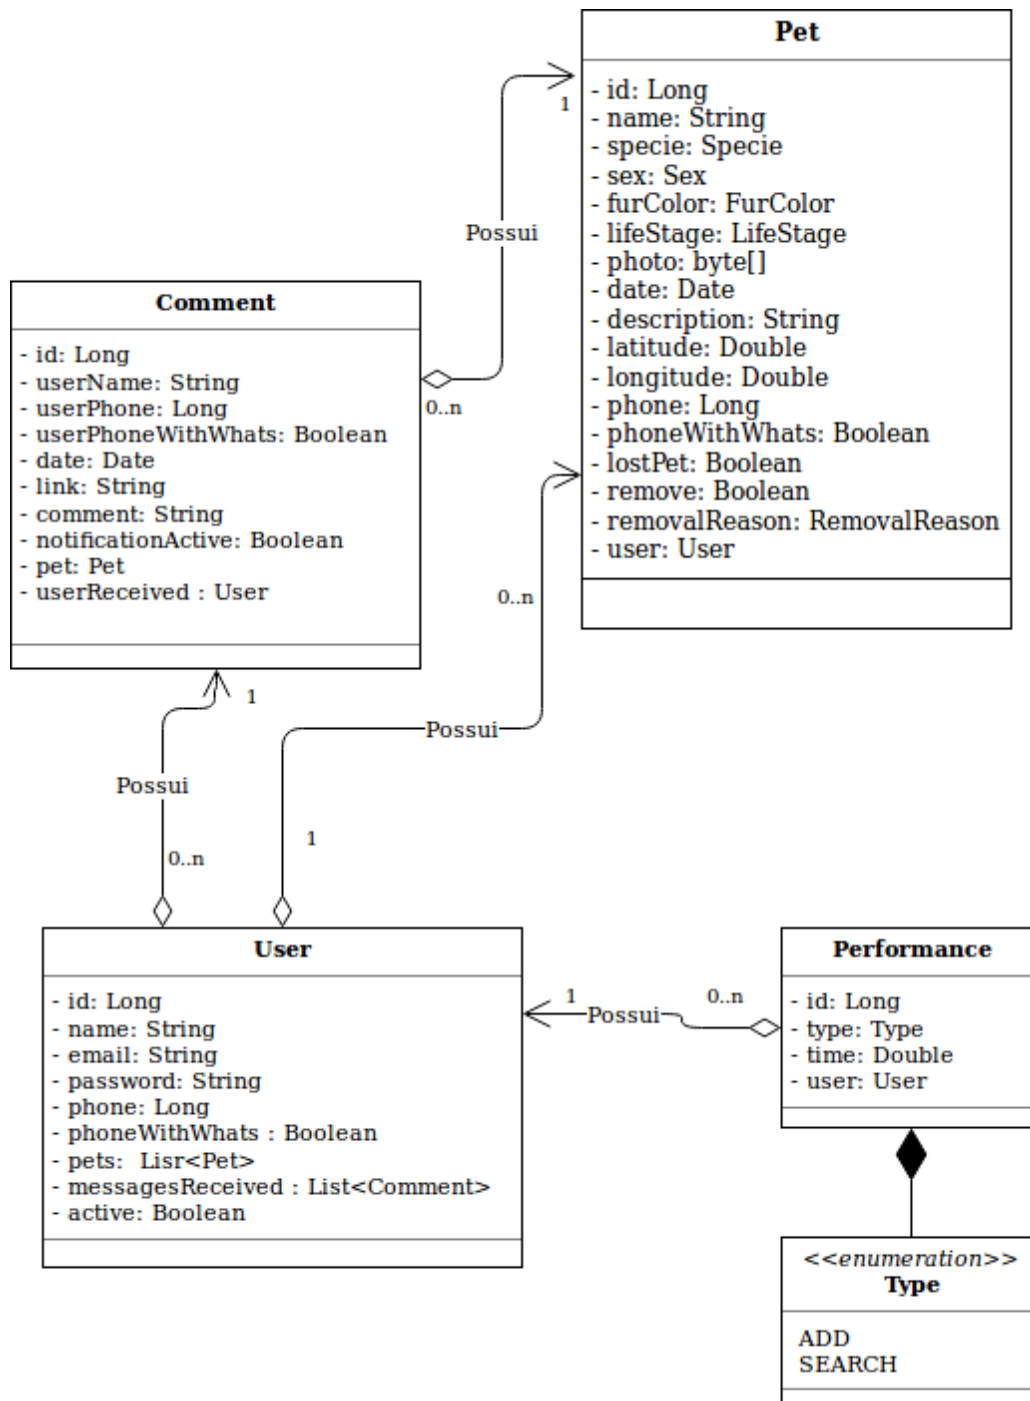 Pet
- id: Long
- name: String
- specie: Specie
- sex: Sex
- furColor: FurColor
- lifeStage: LifeStage
- photo: byte[]
- date: Date
- description: String
- latitude: Double
- longitude: Double
- phone: Long
- phoneWithWhats: Boolean
- lostPet: Boolean
- remove: Boolean
- removalReason: RemovalReason
- user: User
1
Possui
0..n
Comment
- id: Long
- userName: String
- userPhone: Long
- userPhoneWithWhats: Boolean
- date: Date
- link: String
- comment: String
- notificationActive: Boolean
- pet: Pet
- userReceived : User
0..n
Possui
1
1
Possui
0..n
User
- id: Long
- name: String
- email: String
- password: String
- phone: Long
- phoneWithWhats : Boolean
- pets: Lisr<Pet>
- messagesReceived : List<Comment>
- active: Boolean
1
Possui
0..n
Performance
- id: Long
- type: Type
- time: Double
- user: User
<<enumeration>>
Type
ADD
SEARCH